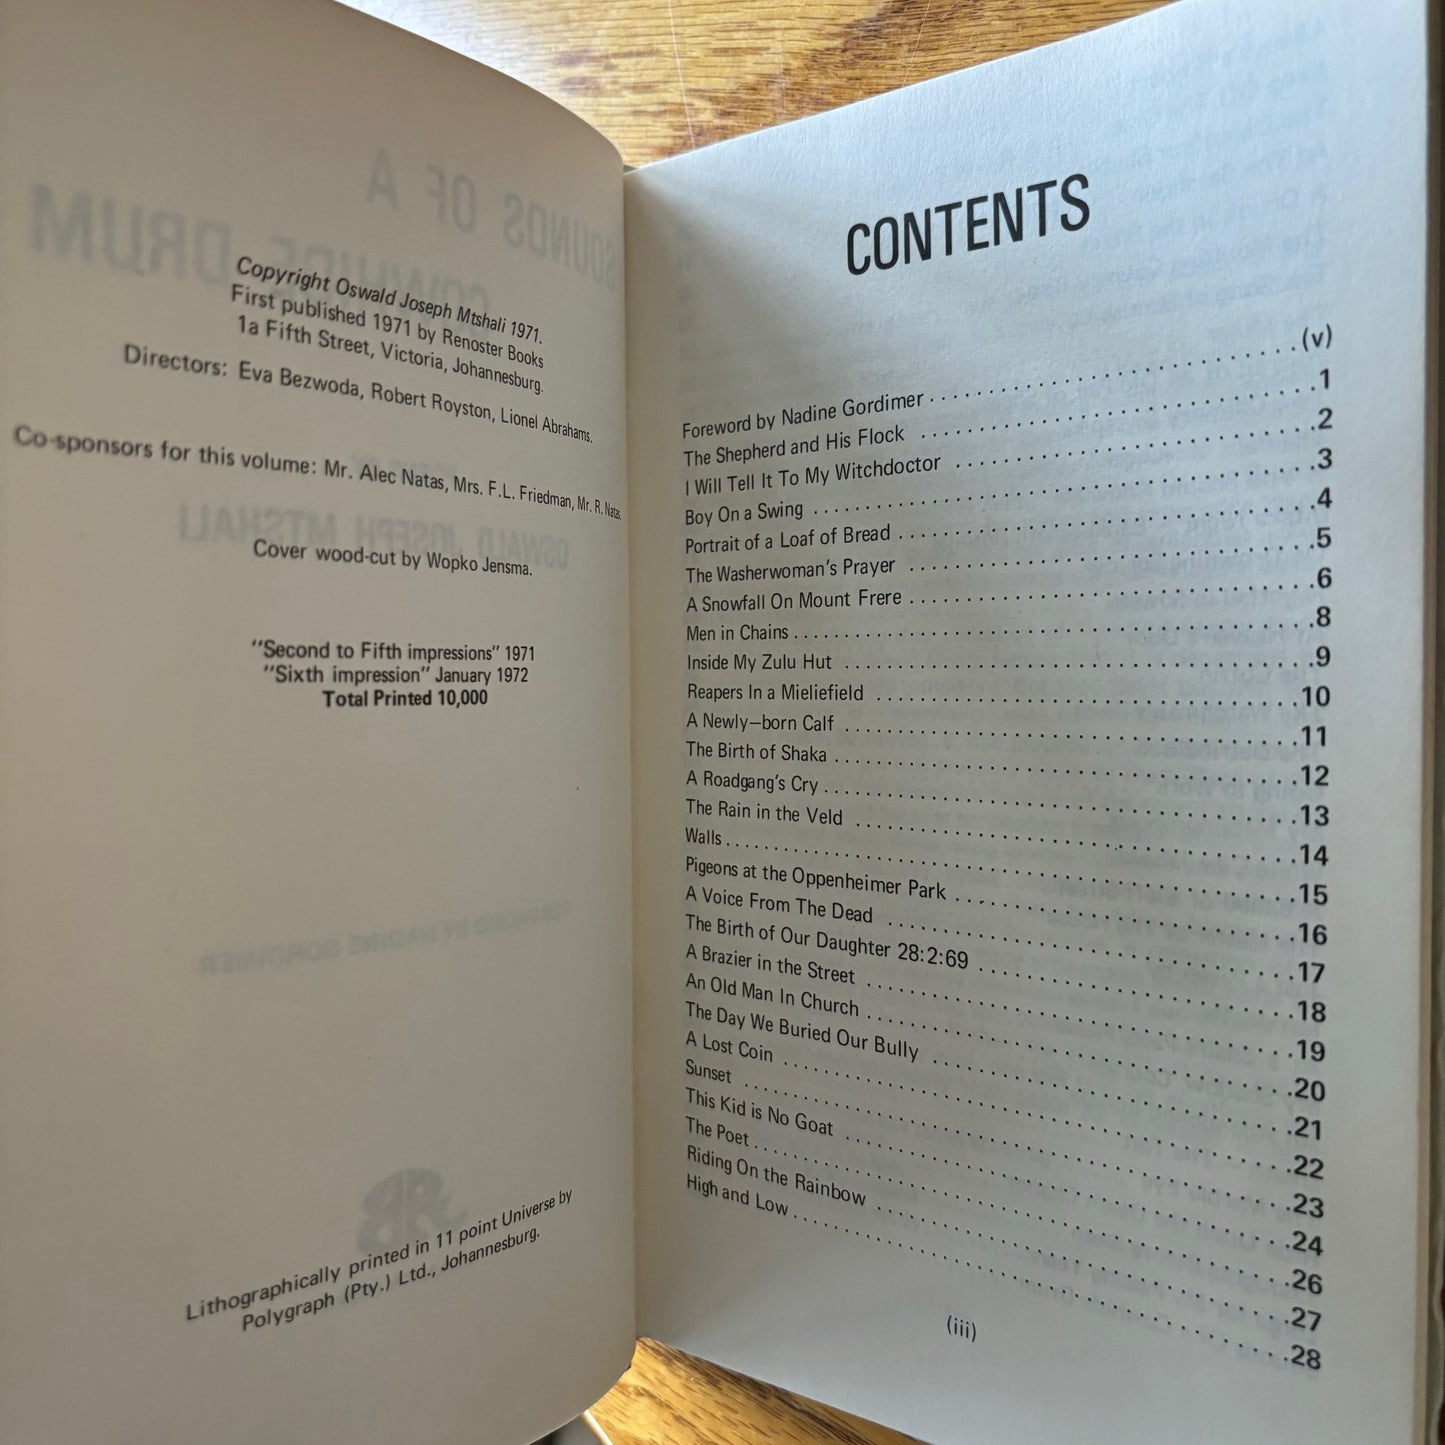 Copyright Oswald Joseph Mtshali 1971.
First published 1971 by Renoster Books
1a Fifth Street, Victoria, Johannesburg.
Directors: Eva Bezwoda, Robert Royston, Lionel Abrahams.
Co-sponsors for this volume: Mr. Alec Natas, Mrs. F.L. Friedman, Mr. R. Natas.
Cover wood-cut by Wopko Jensma.
"Second to Fifth impressions" 1971
"Sixth impression" January 1972
Total Printed 10,000
Lithographically printed in 11 point Universe by
Polygraph (Pty.) Ltd., Johannesburg.
CONTENTS
Foreword by Nadine Gordimer (v)
The Shepherd and His Flock 1
I Will Tell It To My Witchdoctor 2
Boy On a Swing 3
Portrait of a Loaf of Bread 4
The Washerwoman's Prayer 5
A Snowfall On Mount Frere 6
Men in Chains 8
Inside My Zulu Hut 9
Reapers In a Mieliefield 10
A Newly—born Calf 11
The Birth of Shaka 12
A Roadgang's Cry 13
The Rain in the Veld 14
Walls 15
Pigeons at the Oppenheimer Park 16
A Voice From The Dead 17
The Birth of Our Daughter 28:2:69 18
A Brazier in the Street 19
An Old Man In Church 20
The Day We Buried Our Bully 21
A Lost Coin 22
Sunset 23
This Kid is No Goat 24
The Poet 26
Riding On the Rainbow 27
High and Low 28
(iii)